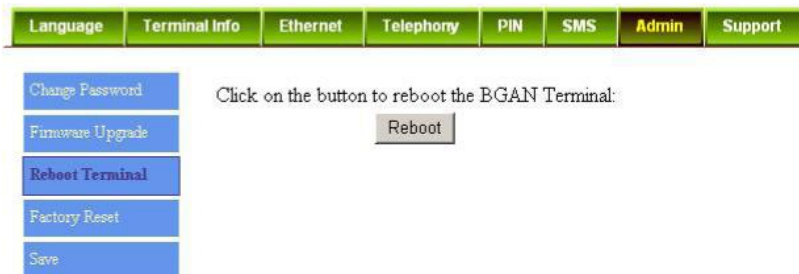 Language Terminal Info Ethernet Telephony PIN SMS Admin Support
Change Password
Firmware Upgrade
Reboot Terminal
Factory Reset
Save
Click on the button to reboot the BGAN Terminal:
Reboot